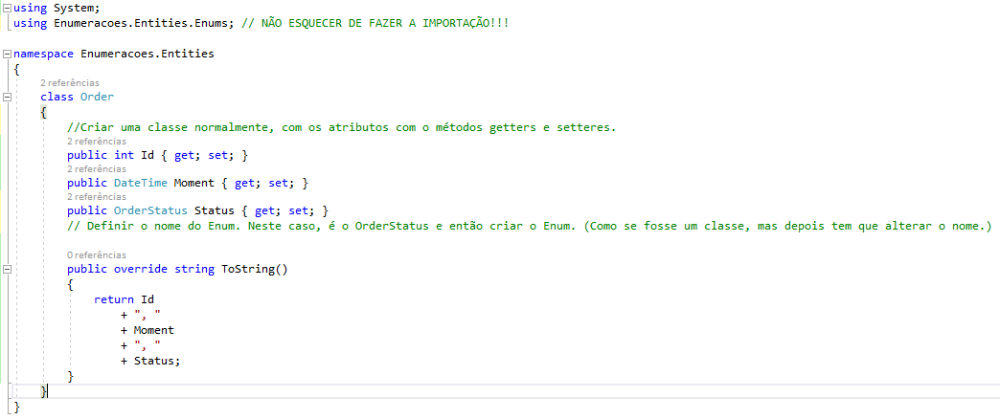 using System;
using Enumeracoes.Entities.Enums; // NÃO ESQUECER DE FAZER A IMPORTAÇÃO!!!
namespace Enumeracoes.Entities
{
2 referências
class Order
{
//Criar uma classe normalmente, com os atributos com o métodos getters e setteres.
2 referências
public int Id { get; set; }
2 referências
public DateTime Moment { get; set; }
2 referências
public OrderStatus Status { get; set; }
// Definir o nome do Enum. Neste caso, é o OrderStatus e então criar o Enum. (Como se fosse um classe, mas depois tem que alterar o nome.)
0 referências
public override string ToString()
{
return Id
+ ", "
+ Moment
+ ", "
+ Status;
}
}
}